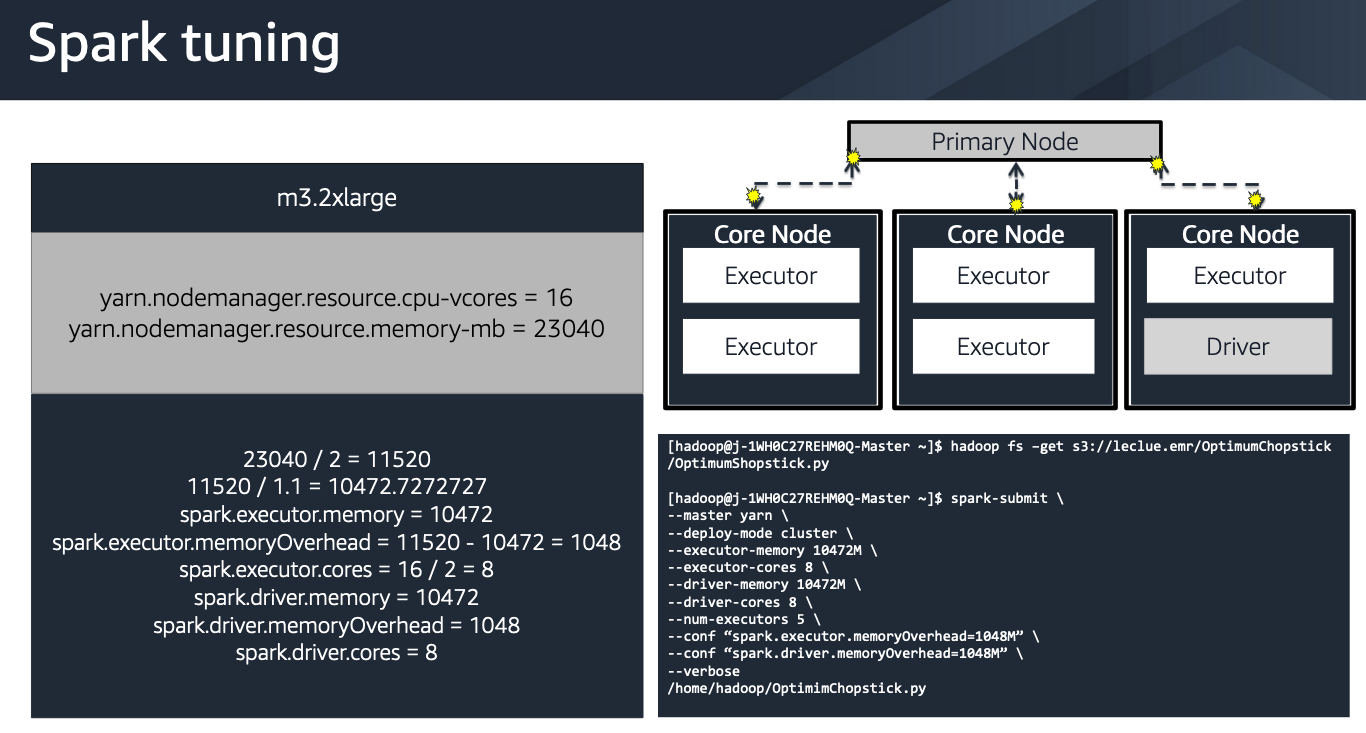 Spark tuning
m3.2xlarge
yarn.nodemanager.resource.cpu-vcores = 16
yarn.nodemanager.resource.memory-mb = 23040
23040 / 2 = 11520
11520 / 1.1 = 10472.7272727
spark.executor.memory = 10472
spark.executor.memoryOverhead = 11520 - 10472 = 1048
spark.executor.cores = 16 / 2 = 8
spark.driver.memory = 10472
spark.driver.memoryOverhead = 1048
spark.driver.cores = 8
Primary Node
Core Node
Executor
Executor
Core Node
Executor
Executor
Core Node
Executor
Driver
[hadoop@j-1WH0C27REHM0Q-Master ~]$ hadoop fs –get s3://leclue.emr/OptimumChopstick
/OptimumShopstick.py
[hadoop@j-1WH0C27REHM0Q-Master ~]$ spark-submit \
--master yarn \
--deploy-mode cluster \
--executor-memory 10472M \
--executor-cores 8 \
--driver-memory 10472M \
--driver-cores 8 \
--num-executors 5 \
--conf “spark.executor.memoryOverhead=1048M” \
--conf “spark.driver.memoryOverhead=1048M” \
--verbose
/home/hadoop/OptimimChopstick.py